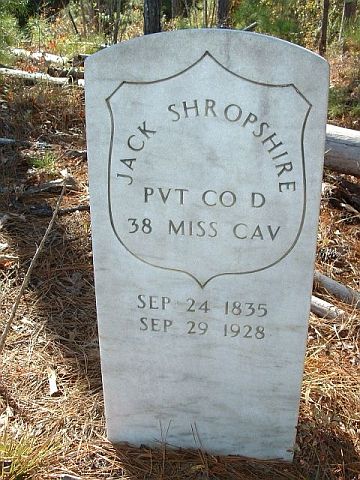 JACK SHROPSHIRE
PVT CO D
38 MISS CAV
SEP 24 1835
SEP 29 1928